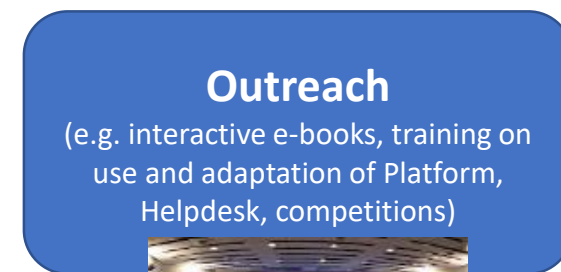 Outreach
(e.g. interactive e-books, training on
use and adaptation of Platform,
Helpdesk, competitions)